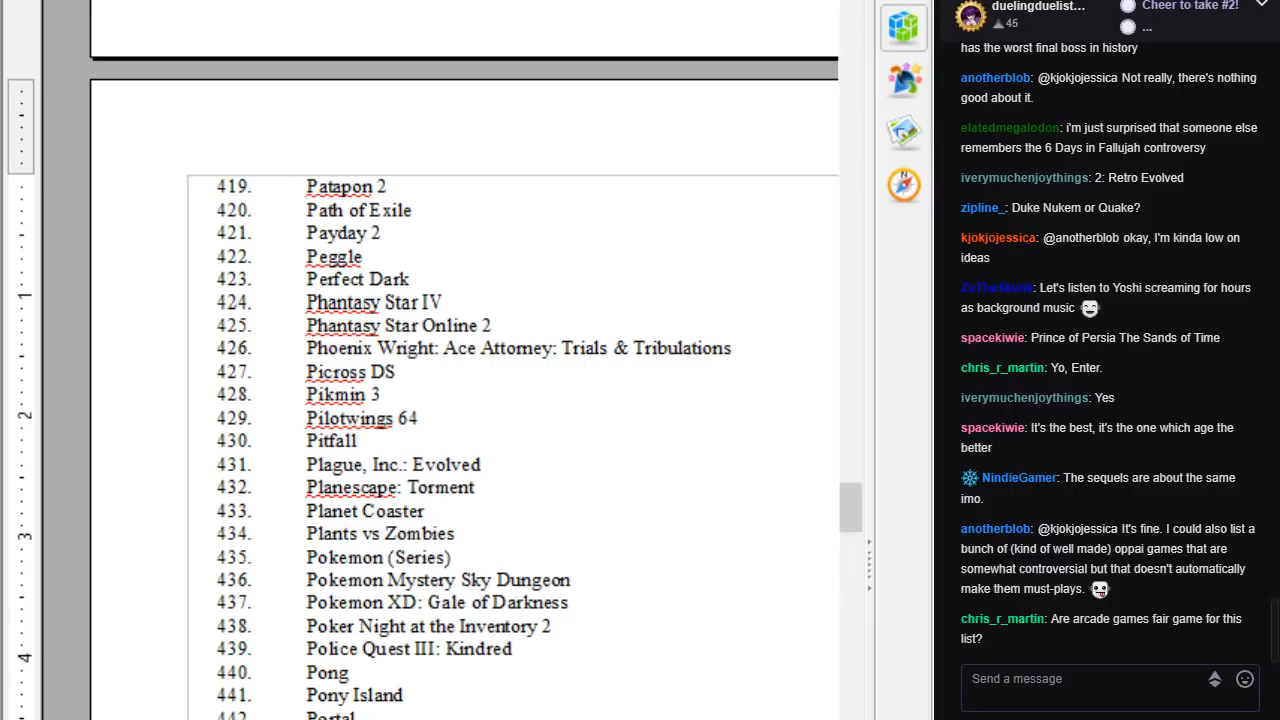 419. Patapon 2
420. Path of Exile
421. Payday 2
422. Peggle
423. Perfect Dark
424. Phantasy Star IV
425. Phantasy Star Online 2
426. Phoenix Wright: Ace Attorney: Trials & Tribulations
427. Picross DS
428. Pikmin 3
429. Pilotwings 64
430. Pitfall
431. Plague, Inc.: Evolved
432. Planescape: Torment
433. Planet Coaster
434. Plants vs Zombies
435. Pokemon (Series)
436. Pokemon Mystery Sky Dungeon
437. Pokemon XD: Gale of Darkness
438. Poker Night at the Inventory 2
439. Police Quest III: Kindred
440. Pong
441. Pony Island
442. Portal
1
2
3
4
N
duelingduelist...
45
Cheer to take #2!
...
has the worst final boss in history
anotherblob: @kjokjojessica Not really, there's nothing
good about it.
elatedmegalodon: i'm just surprised that someone else
remembers the 6 Days in Fallujah controversy
iverymuchenjoythings: 2: Retro Evolved
zipline_: Duke Nukem or Quake?
kjokjojessica: @anotherblob okay, I'm kinda low on
ideas
ZuTheSkunk: Let's listen to Yoshi screaming for hours
as background music
spacekiwie: Prince of Persia The Sands of Time
chris_r_martin: Yo, Enter.
iverymuchenjoythings: Yes
spacekiwie: It's the best, it's the one which age the
better
NindieGamer: The sequels are about the same
imo.
anotherblob: @kjokjojessica It's fine. I could also list a
bunch of (kind of well made) oppai games that are
somewhat controversial but that doesn't automatically
make them must-plays.
chris_r_martin: Are arcade games fair game for this
list?
Send a message